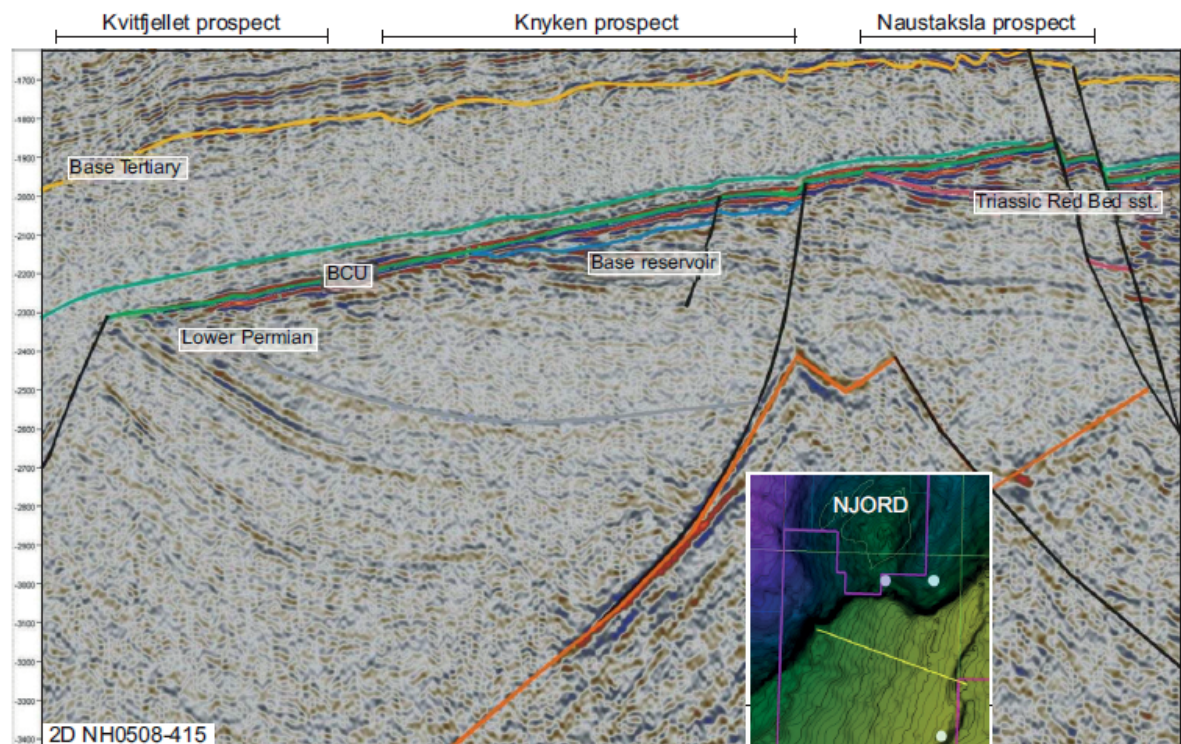 Kvitfjellet prospect
Knyken prospect
Naustaksla prospect
-1700
-1800
-1900
-2000
-2100
-2200
-2300
-2400
-2500
-2600
-2700
-2800
-2900
-3000
-3100
-3200
-3300
-3400
Base Tertiary
Triassic Red Bed sst.
BCU
Base reservoir
Lower Permian
NJORD
2D NH0508-415